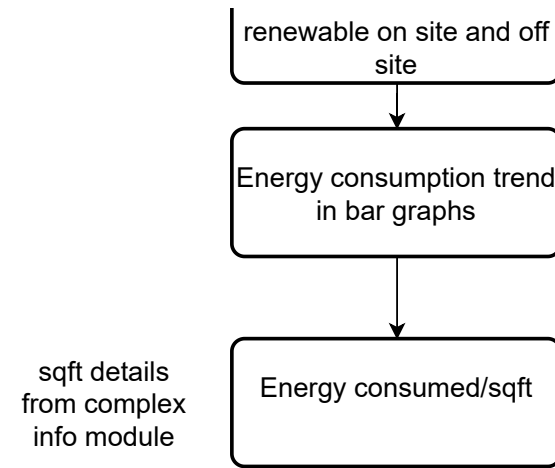 renewable on site and off
site
Energy consumption trend
in bar graphs
sqft details
from complex
info module
Energy consumed/sqft